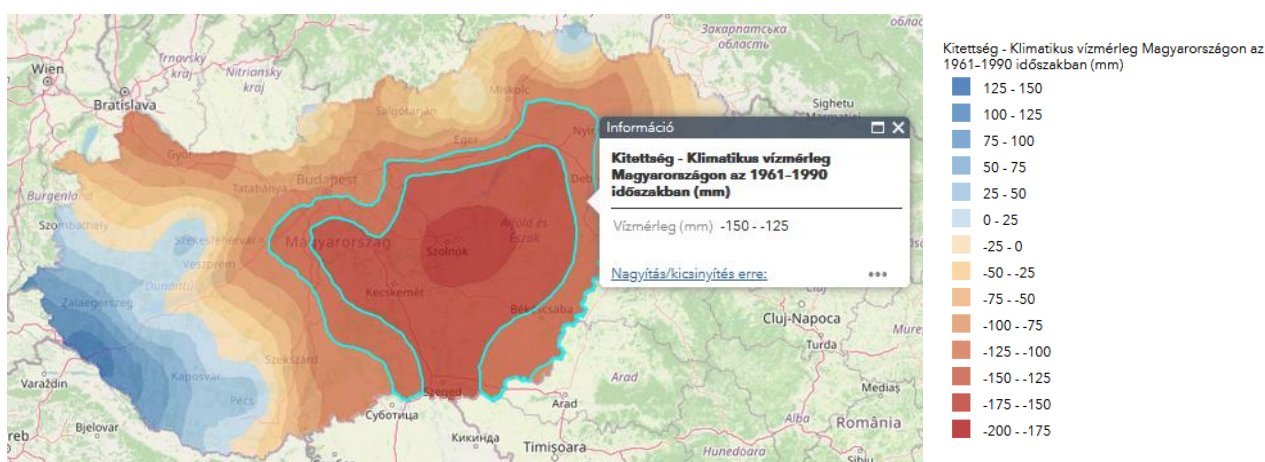 Закарпатська
область
Wien
Trnovský
kraj
Nitriansky
kraj
Bratislava
Miskolc
Salgótarján
Sighetu
Marmației
Eger
Nyír
Győr
Budapest
Tatabánya
Deb
Burgenland
Szombathely
Székesfehérvár
Magyarország
Alföld és
Észak
Szolnok
Veszprém
Dunántúl
Zalaegerszeg
Kecskemét
Békéscsaba
Cluj-Napoca
Mureș
Turda
Szekszárd
Kaposvár
Varaždin
Pécs
Szeged
Arad
Mediaș
Суботица
Arad
Alba
România
Bjelovar
reb
Кикинда
Timișoara
Hunedoara
Sibiu
Információ
Kitettség - Klimatikus vízmérleg
Magyarországon az 1961–1990
időszakban (mm)
Vízmérleg (mm) -150 - -125
Nagyítás/kicsinyítés erre:
Kitettség - Klimatikus vízmérleg Magyarországon az
1961–1990 időszakban (mm)
125 - 150
100 - 125
75 - 100
50 - 75
25 - 50
0 - 25
-25 - 0
-50 - -25
-75 - -50
-100 - -75
-125 - -100
-150 - -125
-175 - -150
-200 - -175